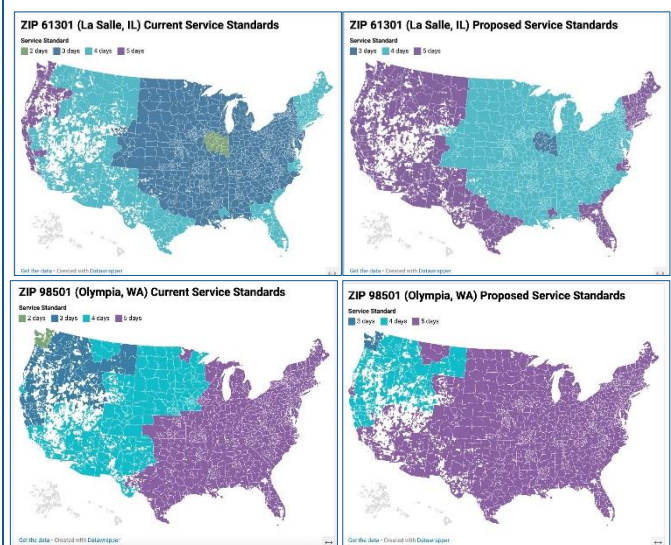 ZIP 61301 (La Salle, IL) Current Service Standards
Service Standard
2 days 3 days 4 days 5 days
Get the data • Created with Datawrapper
ZIP 61301 (La Salle, IL) Proposed Service Standards
Service Standard
3 days 4 days 5 days
Get the data • Created with Datawrapper
ZIP 98501 (Olympia, WA) Current Service Standards
Service Standard
2 days 3 days 4 days 5 days
Get the data • Created with Datawrapper
ZIP 98501 (Olympia, WA) Proposed Service Standards
Service Standard
3 days 4 days 5 days
Get the data • Created with Datawrapper